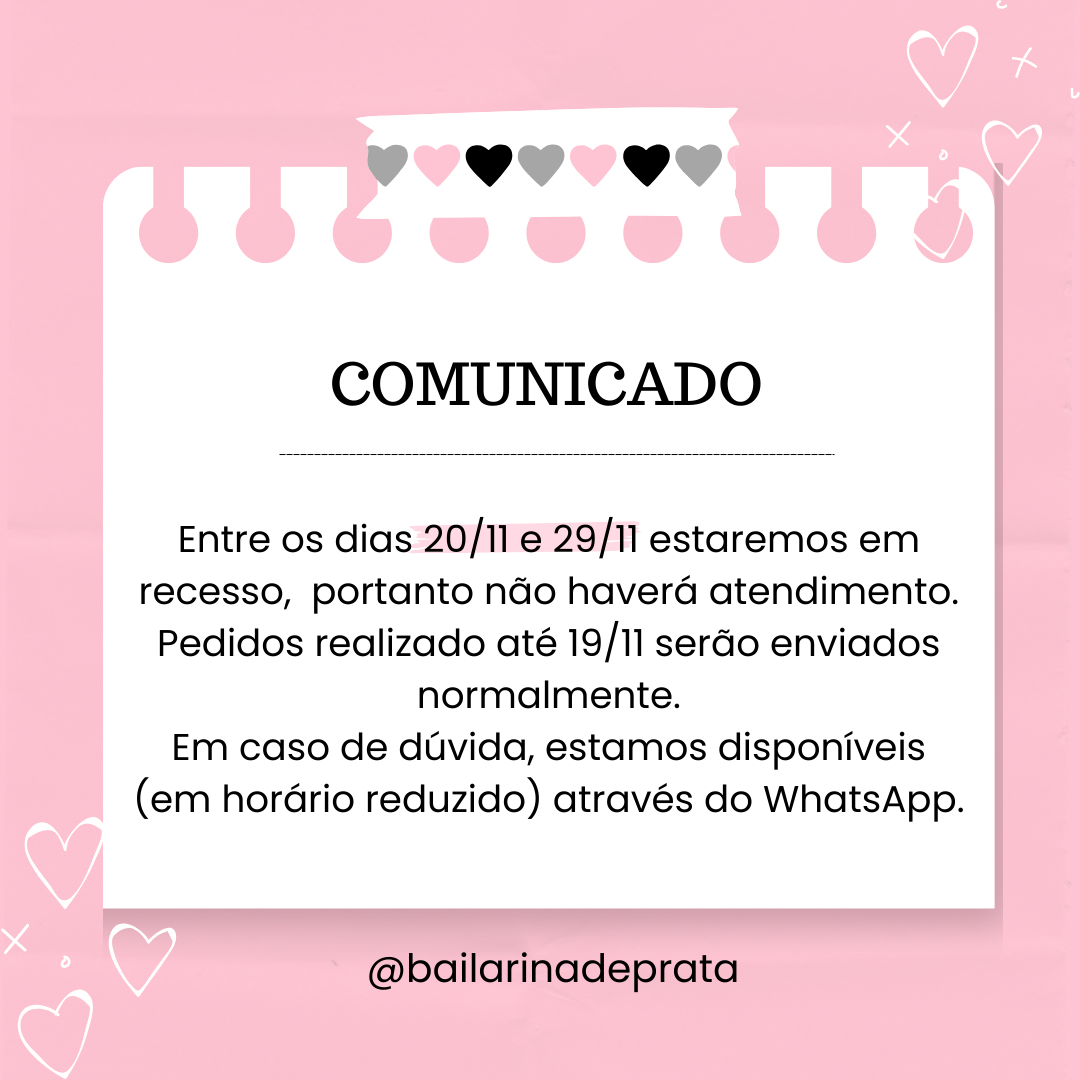 COMUNICADO
Entre os dias 20/11 e 29/11 estaremos em
recesso,  portanto não haverá atendimento.
Pedidos realizado até 19/11 serão enviados
normalmente.
Em caso de dúvida, estamos disponíveis
(em horário reduzido) através do WhatsApp.
@bailarinadeprata